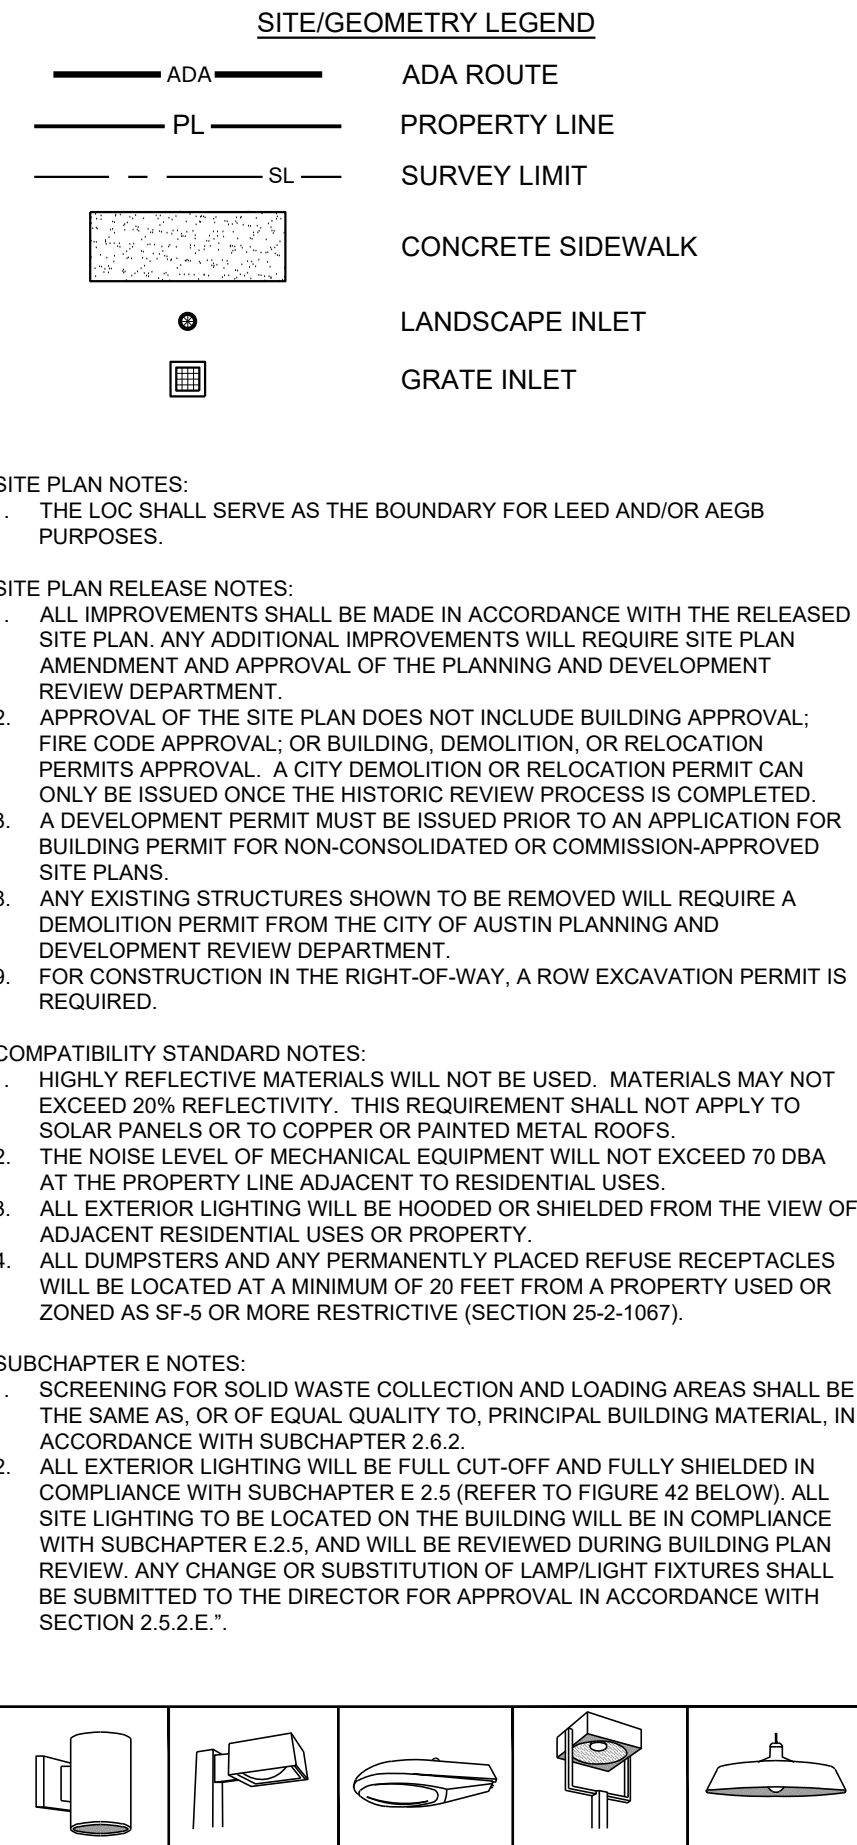 SITE/GEOMETRY LEGEND
ADA ADA ROUTE
PL PROPERTY LINE
SL SURVEY LIMIT
CONCRETE SIDEWALK
LANDSCAPE INLET
GRATE INLET
SITE PLAN NOTES:
. THE LOC SHALL SERVE AS THE BOUNDARY FOR LEED AND/OR AEGB
PURPOSES.
SITE PLAN RELEASE NOTES:
. ALL IMPROVEMENTS SHALL BE MADE IN ACCORDANCE WITH THE RELEASED
SITE PLAN. ANY ADDITIONAL IMPROVEMENTS WILL REQUIRE SITE PLAN
AMENDMENT AND APPROVAL OF THE PLANNING AND DEVELOPMENT
REVIEW DEPARTMENT.
2. APPROVAL OF THE SITE PLAN DOES NOT INCLUDE BUILDING APPROVAL;
FIRE CODE APPROVAL; OR BUILDING, DEMOLITION, OR RELOCATION
PERMITS APPROVAL. A CITY DEMOLITION OR RELOCATION PERMIT CAN
ONLY BE ISSUED ONCE THE HISTORIC REVIEW PROCESS IS COMPLETED.
3. A DEVELOPMENT PERMIT MUST BE ISSUED PRIOR TO AN APPLICATION FOR
BUILDING PERMIT FOR NON-CONSOLIDATED OR COMMISSION-APPROVED
SITE PLANS.
8. ANY EXISTING STRUCTURES SHOWN TO BE REMOVED WILL REQUIRE A
DEMOLITION PERMIT FROM THE CITY OF AUSTIN PLANNING AND
DEVELOPMENT REVIEW DEPARTMENT.
9. FOR CONSTRUCTION IN THE RIGHT-OF-WAY, A ROW EXCAVATION PERMIT IS
REQUIRED.
COMPATIBILITY STANDARD NOTES:
. HIGHLY REFLECTIVE MATERIALS WILL NOT BE USED. MATERIALS MAY NOT
EXCEED 20% REFLECTIVITY. THIS REQUIREMENT SHALL NOT APPLY TO
SOLAR PANELS OR TO COPPER OR PAINTED METAL ROOFS.
2. THE NOISE LEVEL OF MECHANICAL EQUIPMENT WILL NOT EXCEED 70 DBA
AT THE PROPERTY LINE ADJACENT TO RESIDENTIAL USES.
3. ALL EXTERIOR LIGHTING WILL BE HOODED OR SHIELDED FROM THE VIEW OF
ADJACENT RESIDENTIAL USES OR PROPERTY.
4. ALL DUMPSTERS AND ANY PERMANENTLY PLACED REFUSE RECEPTACLES
WILL BE LOCATED AT A MINIMUM OF 20 FEET FROM A PROPERTY USED OR
ZONED AS SF-5 OR MORE RESTRICTIVE (SECTION 25-2-1067).
SUBCHAPTER E NOTES:
. SCREENING FOR SOLID WASTE COLLECTION AND LOADING AREAS SHALL BE
THE SAME AS, OR OF EQUAL QUALITY TO, PRINCIPAL BUILDING MATERIAL, IN
ACCORDANCE WITH SUBCHAPTER 2.6.2.
2. ALL EXTERIOR LIGHTING WILL BE FULL CUT-OFF AND FULLY SHIELDED IN
COMPLIANCE WITH SUBCHAPTER E 2.5 (REFER TO FIGURE 42 BELOW). ALL
SITE LIGHTING TO BE LOCATED ON THE BUILDING WILL BE IN COMPLIANCE
WITH SUBCHAPTER E.2.5, AND WILL BE REVIEWED DURING BUILDING PLAN
REVIEW. ANY CHANGE OR SUBSTITUTION OF LAMP/LIGHT FIXTURES SHALL
BE SUBMITTED TO THE DIRECTOR FOR APPROVAL IN ACCORDANCE WITH
SECTION 2.5.2.E.”.